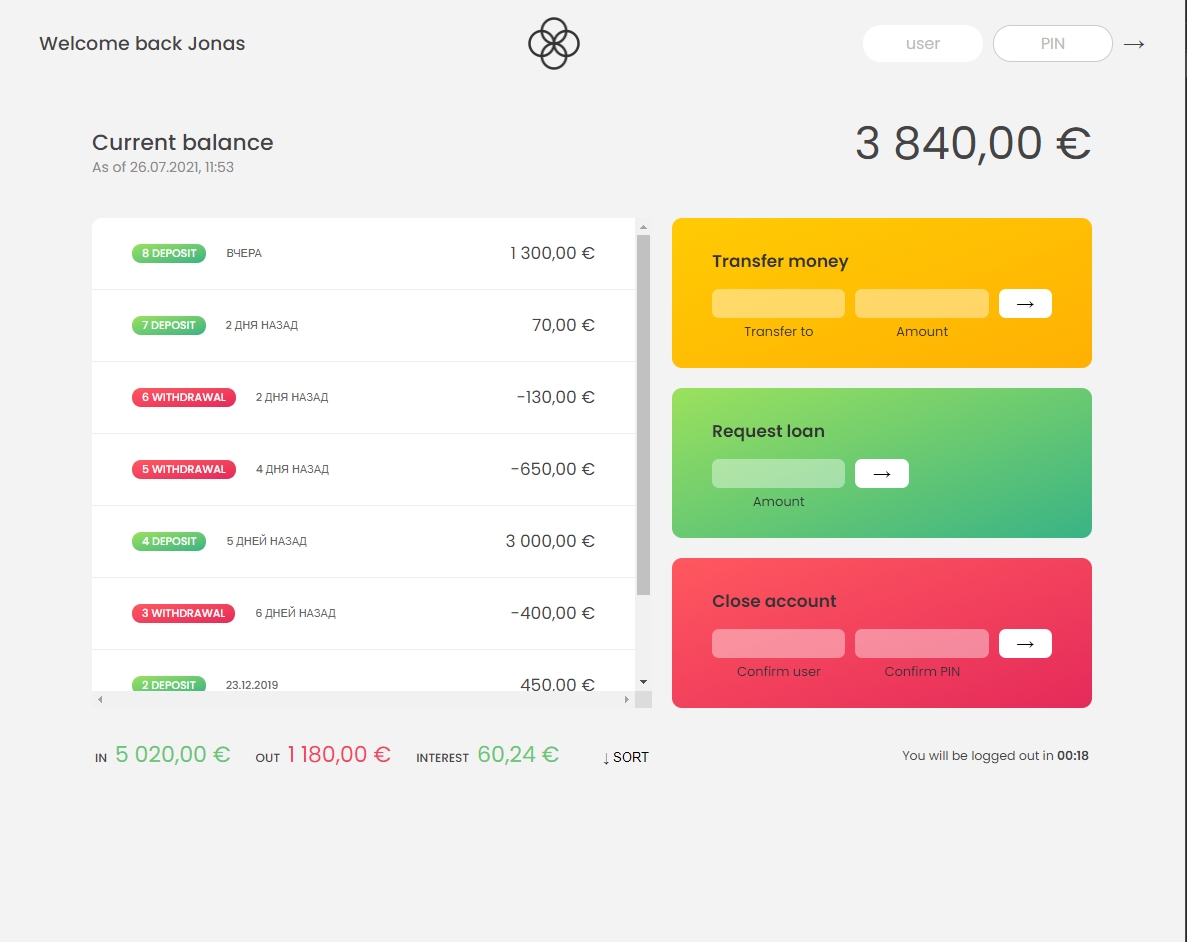 Welcome back Jonas
user
PIN
→
Current balance
As of 26.07.2021, 11:53
3 840,00 €
8 DEPOSIT ВЧЕРА 1 300,00 €
7 DEPOSIT 2 ДНЯ НАЗАД 70,00 €
6 WITHDRAWAL 2 ДНЯ НАЗАД -130,00 €
5 WITHDRAWAL 4 ДНЯ НАЗАД -650,00 €
4 DEPOSIT 5 ДНЕЙ НАЗАД 3 000,00 €
3 WITHDRAWAL 6 ДНЕЙ НАЗАД -400,00 €
2 DEPOSIT 23.12.2019 450,00 €
Transfer money
→
Transfer to Amount
Request loan
→
Amount
Close account
→
Confirm user Confirm PIN
IN 5 020,00 € OUT 1 180,00 € INTEREST 60,24 € ↓ SORT
You will be logged out in 00:18